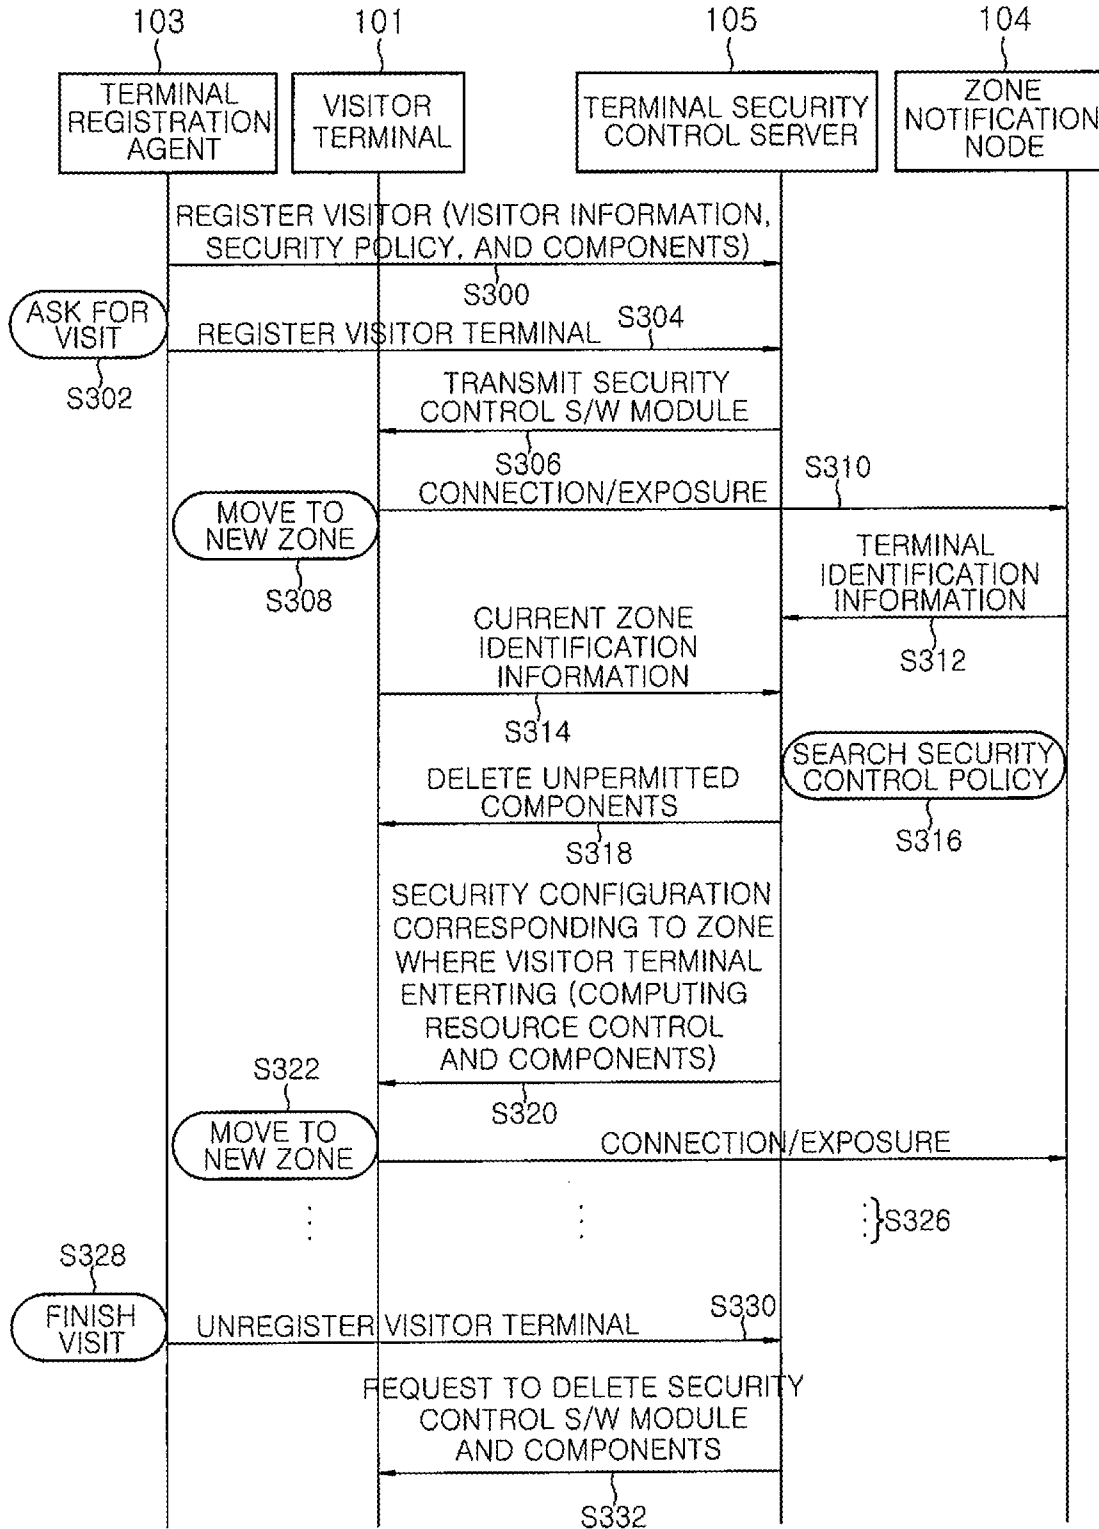 103
101
105
104
TERMINAL
REGISTRATION
AGENT
VISITOR
TERMINAL
TERMINAL SECURITY
CONTROL SERVER
ZONE
NOTIFICATION
NODE
REGISTER VISITOR (VISITOR INFORMATION,
SECURITY POLICY, AND COMPONENTS)
S300
ASK FOR
VISIT
S302
REGISTER VISITOR TERMINAL
S304
TRANSMIT SECURITY
CONTROL S/W MODULE
S306
CONNECTION/EXPOSURE
S310
MOVE TO
NEW ZONE
S308
TERMINAL
IDENTIFICATION
INFORMATION
S312
CURRENT ZONE
IDENTIFICATION
INFORMATION
S314
SEARCH SECURITY
CONTROL POLICY
S316
DELETE UNPERMITTED
COMPONENTS
S318
SECURITY CONFIGURATION
CORRESPONDING TO ZONE
WHERE VISITOR TERMINAL
ENTERTING (COMPUTING
RESOURCE CONTROL
AND COMPONENTS)
S320
S322
MOVE TO
NEW ZONE
CONNECTION/EXPOSURE
S326
S328
FINISH
VISIT
UNREGISTER VISITOR TERMINAL
S330
REQUEST TO DELETE SECURITY
CONTROL S/W MODULE
AND COMPONENTS
S332